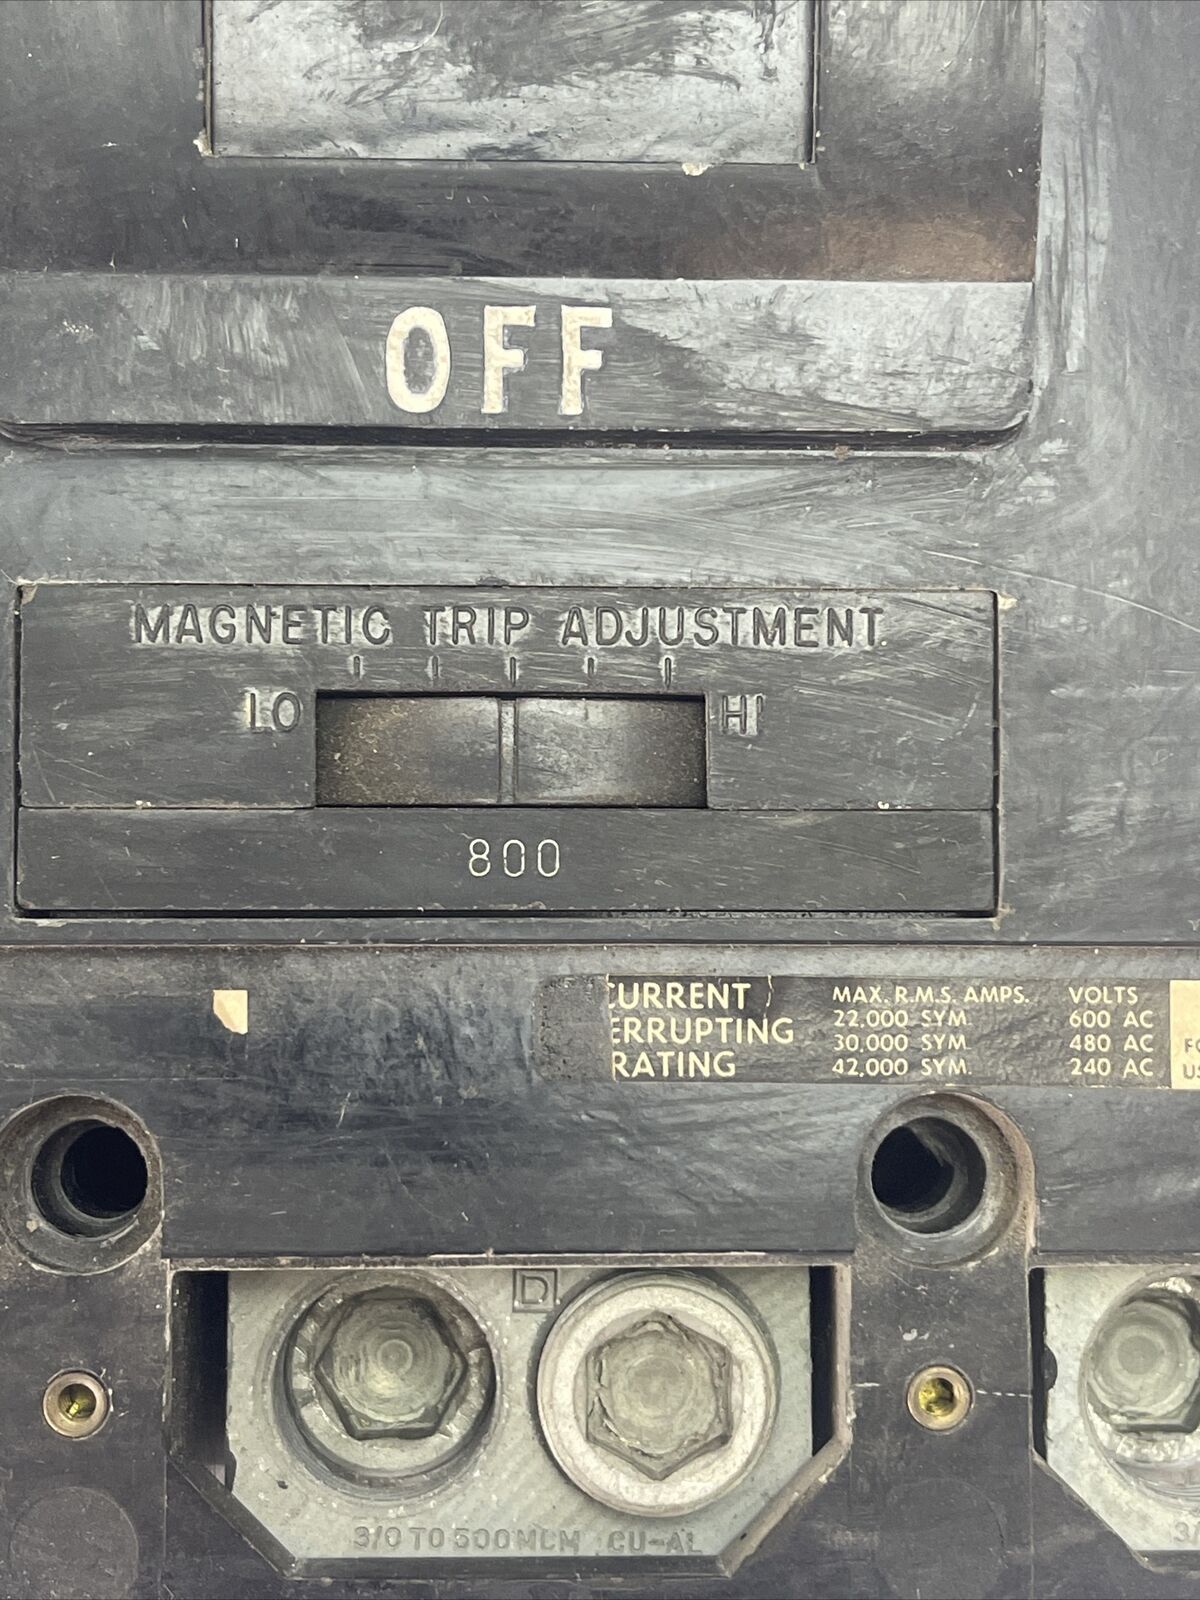 OFF
MAGNETIC TRIP ADJUSTMENT
LO HI
800
CURRENT MAX. R.M.S. AMPS. VOLTS
ERRUPTING 22,000 SYM. 600 AC
RATING 30,000 SYM. 480 AC
42,000 SYM. 240 AC
D
3/0 TO 500MCM CU-AL